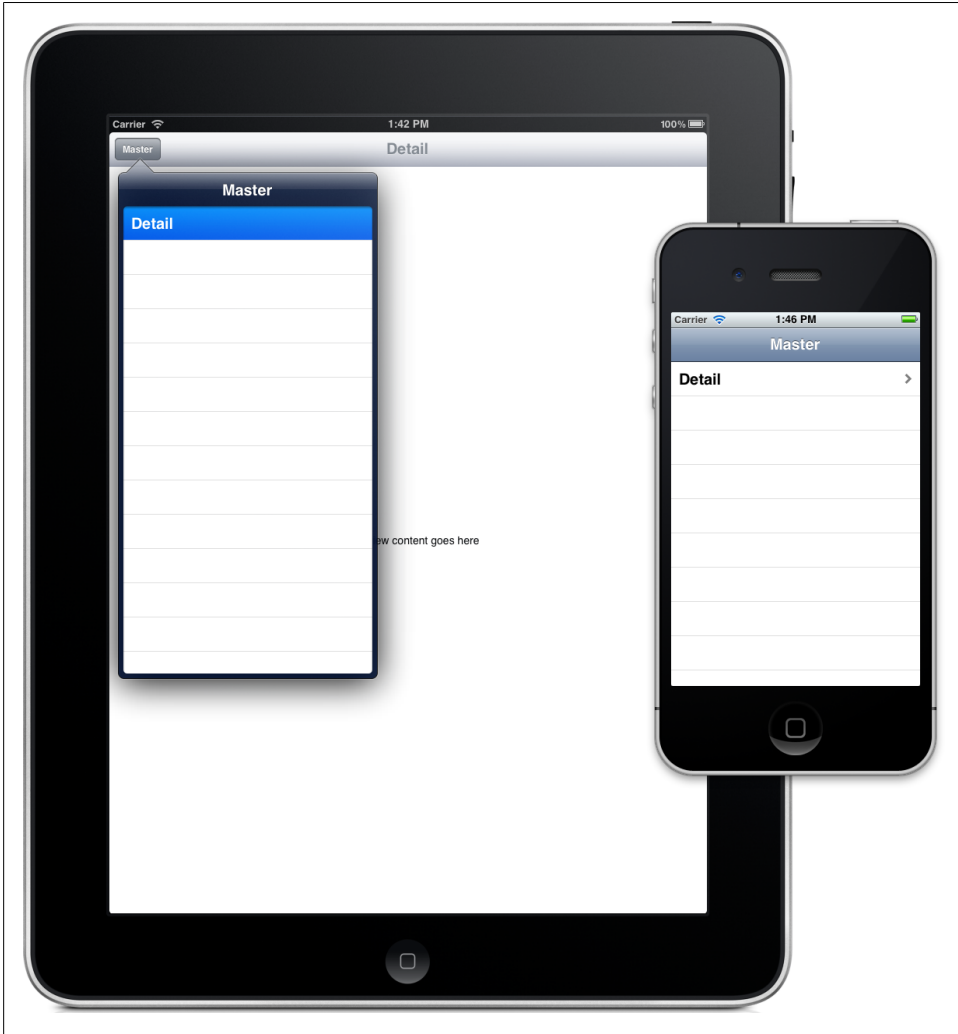 Carrier 1:42 PM 100%
Master Detail
Master
Detail
ew content goes here
Carrier 1:46 PM
Master
Detail